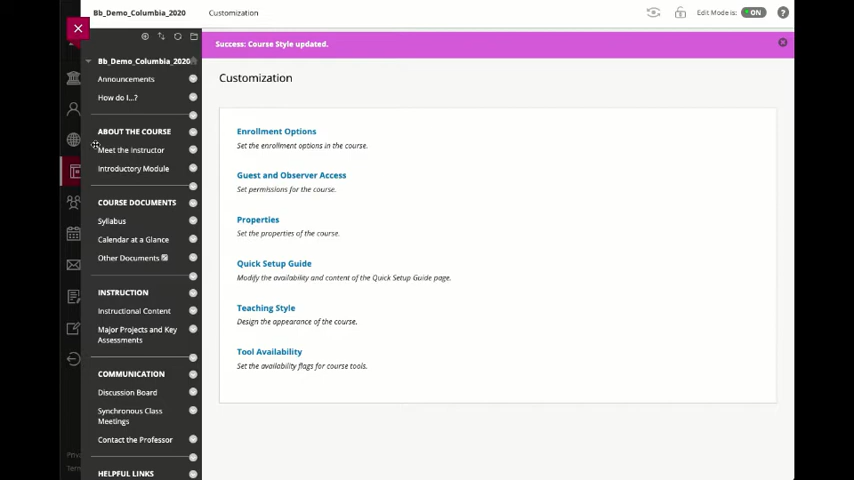 Bb_Demo_Columbia_2020
Customization
Edit Mode is:
ON
?
Success: Course Style updated.
Bb_Demo_Columbia_2020
Announcements
How do I...?
ABOUT THE COURSE
Meet the Instructor
Introductory Module
COURSE DOCUMENTS
Syllabus
Calendar at a Glance
Other Documents
INSTRUCTION
Instructional Content
Major Projects and Key
Assessments
COMMUNICATION
Discussion Board
Synchronous Class
Meetings
Contact the Professor
HELPFUL LINKS
Priva
Term
Customization
Enrollment Options
Set the enrollment options in the course.
Guest and Observer Access
Set permissions for the course.
Properties
Set the properties of the course.
Quick Setup Guide
Modify the availability and content of the Quick Setup Guide page.
Teaching Style
Design the appearance of the course.
Tool Availability
Set the availability flags for course tools.